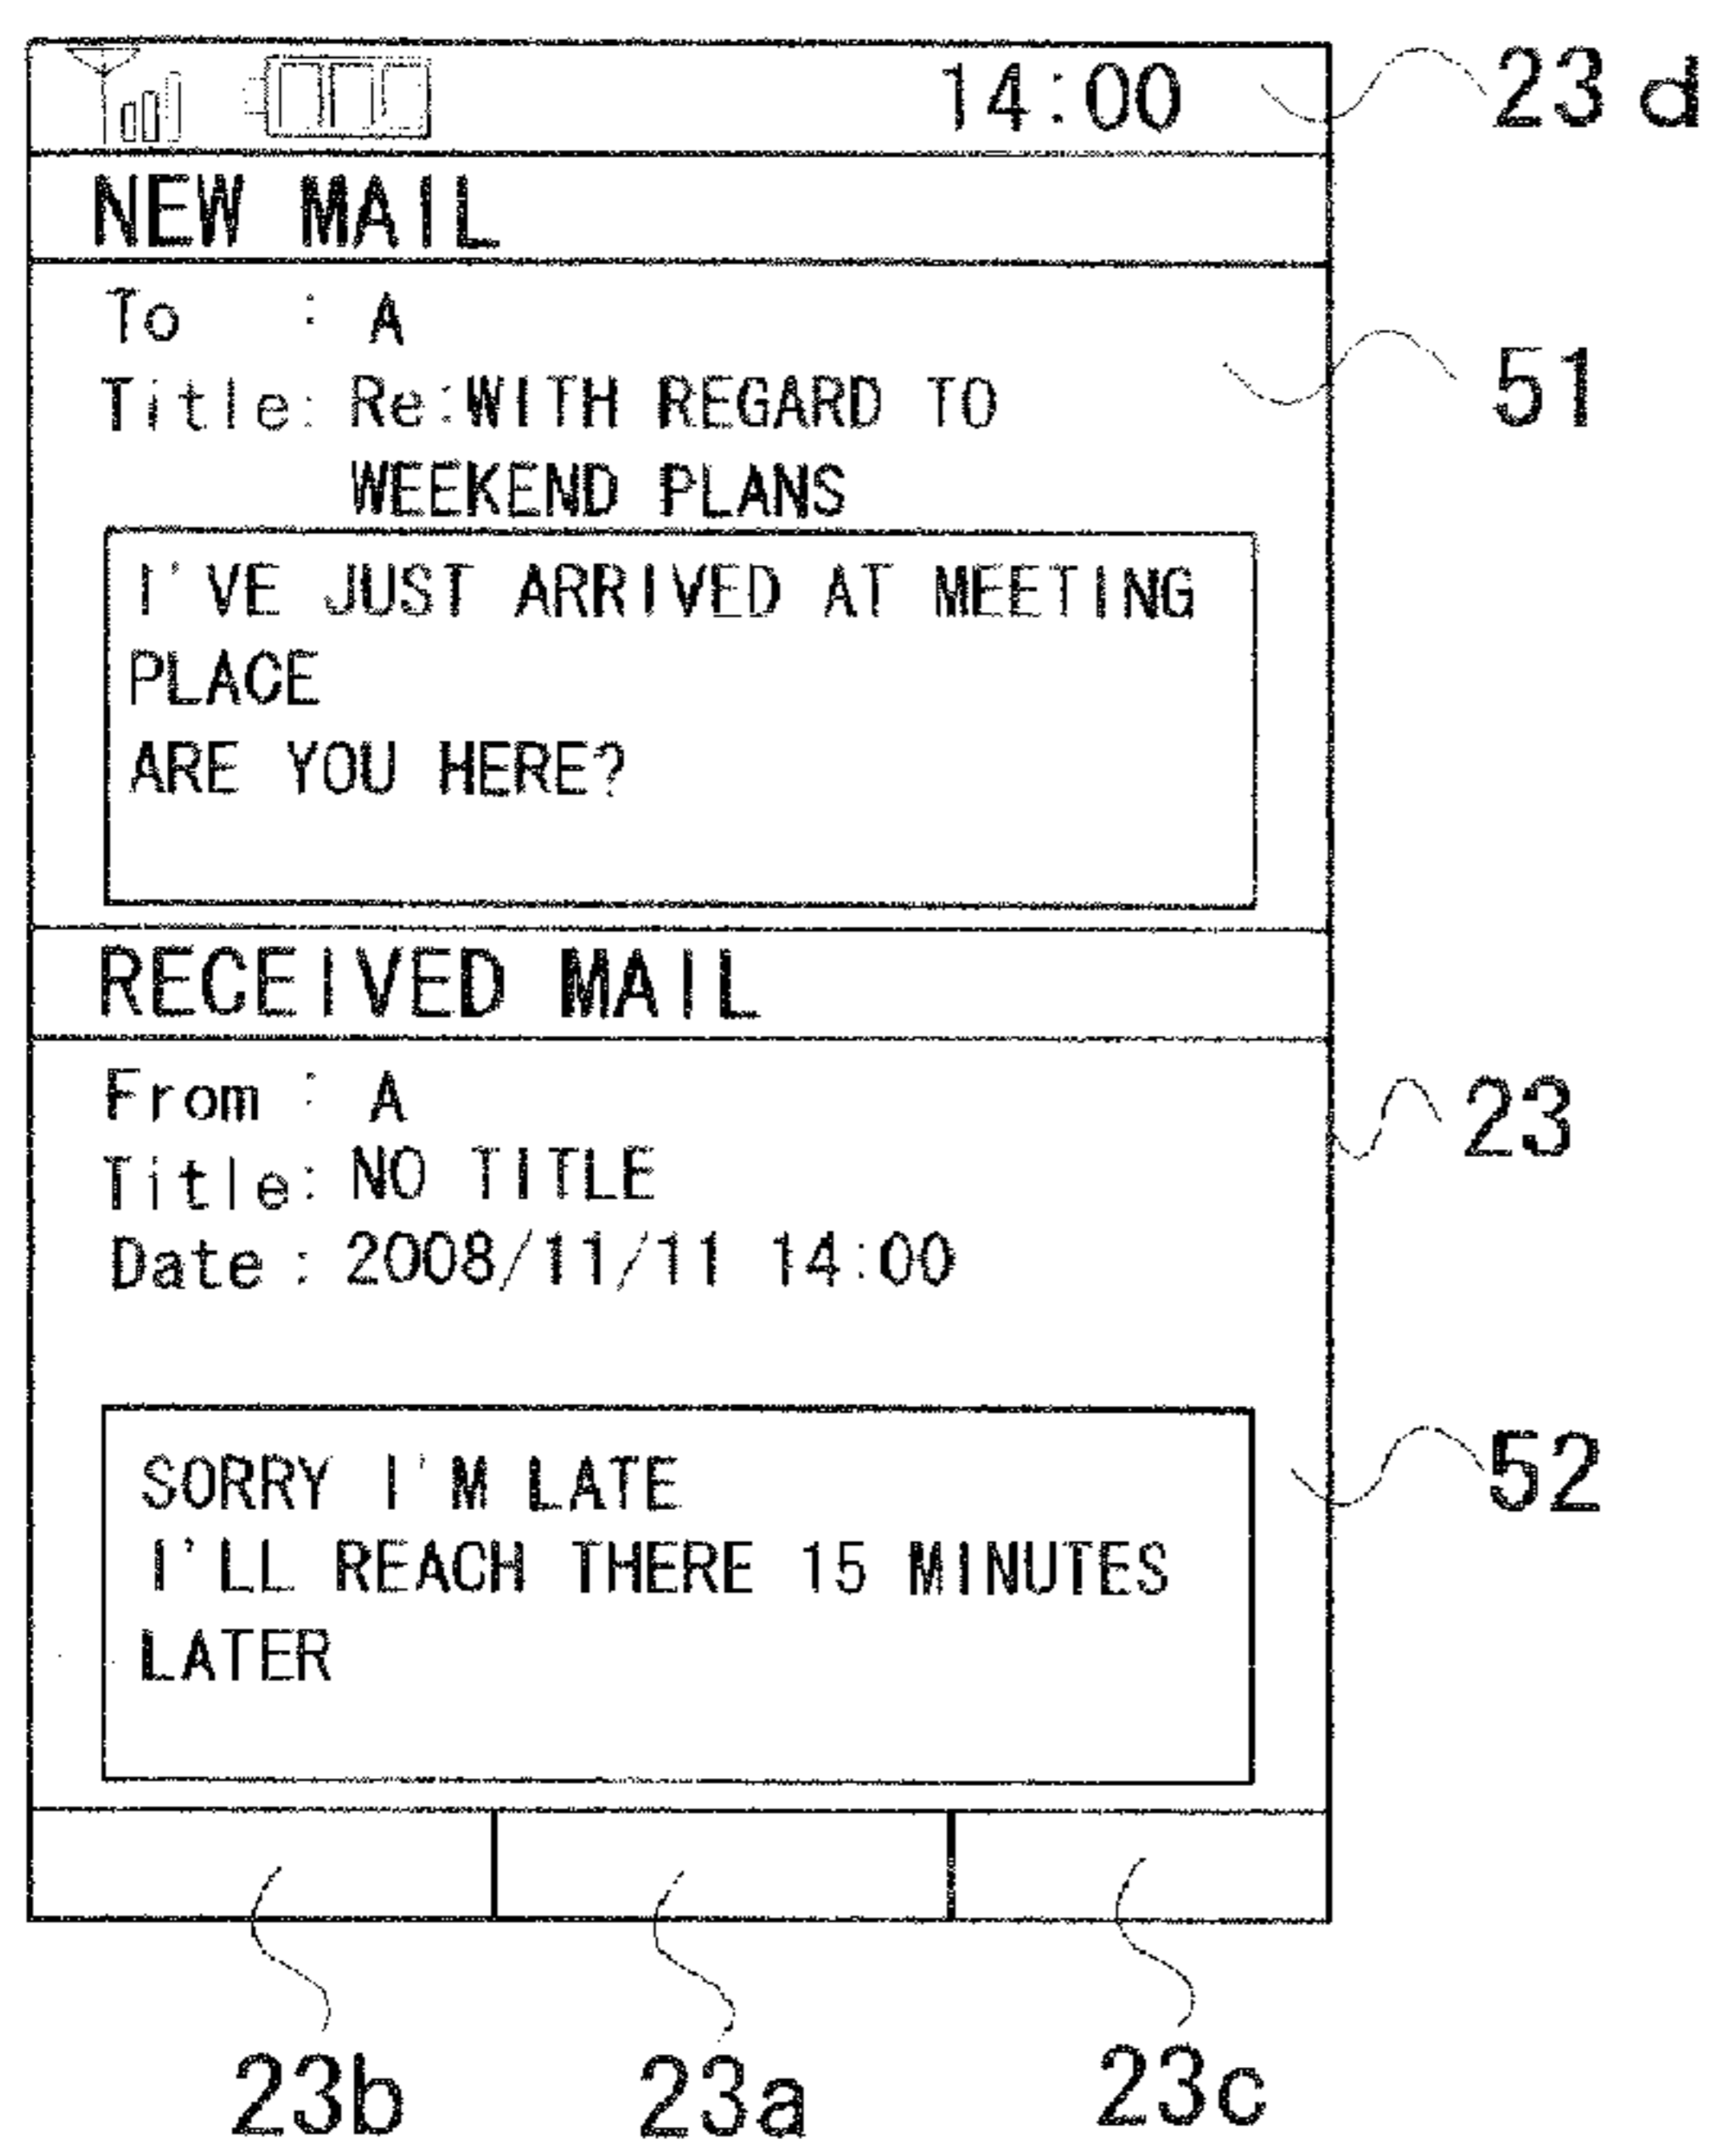 14:00 23d
NEW MAIL
To : A
Title: Re:WITH REGARD TO 51
WEEKEND PLANS
I'VE JUST ARRIVED AT MEETING
PLACE
ARE YOU HERE?
RECEIVED MAIL
From : A 23
Title: NO TITLE
Date : 2008/11/11 14:00
SORRY I'M LATE 52
I'LL REACH THERE 15 MINUTES
LATER
23b 23a 23c